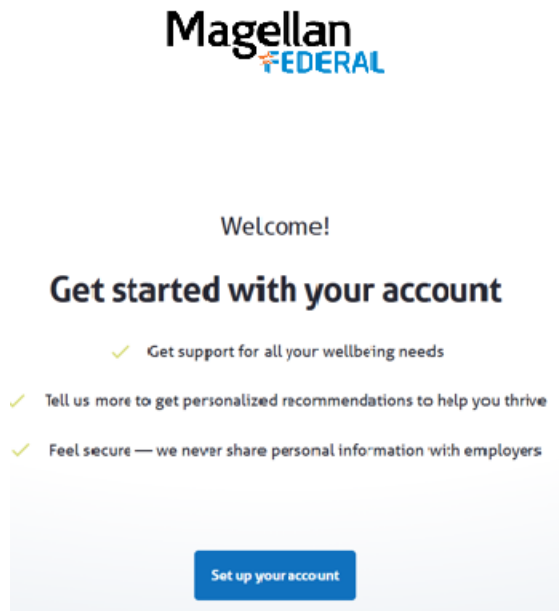 Magellan
FEDERAL
Welcome!
Get started with your account
Get support for all your wellbeing needs
Tell us more to get personalized recommendations to help you thrive
Feel secure — we never share personal information with employers
Set up your account